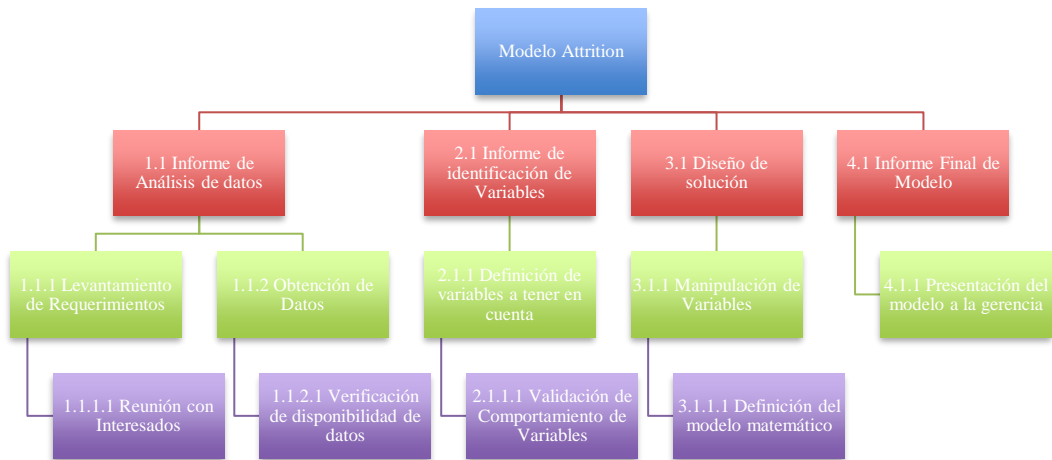 Modelo Attrition
1.1 Informe de
Análisis de datos
2.1 Informe de
identificación de
Variables
3.1 Diseño de
solución
4.1 Informe Final de
Modelo
1.1.1 Levantamiento
de Requerimientos
1.1.2 Obtención de
Datos
2.1.1 Definición de
variables a tener en
cuenta
3.1.1 Manipulación de
Variables
4.1.1 Presentación del
modelo a la gerencia
1.1.1.1 Reunión con
Interesados
1.1.2.1 Verificación
de disponibilidad de
datos
2.1.1.1 Validación de
Comportamiento de
Variables
3.1.1.1 Definición del
modelo matemático